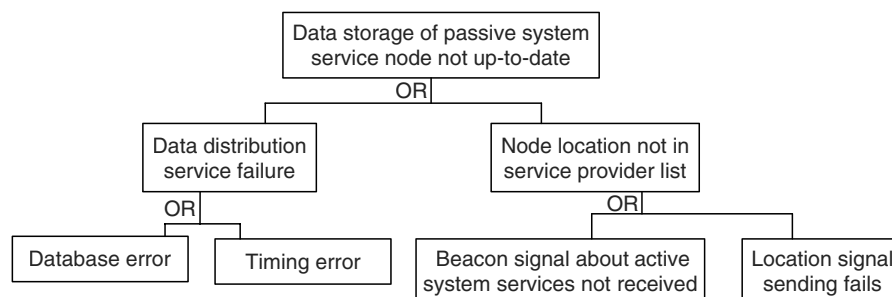 Data storage of passive system
service node not up-to-date
OR
Data distribution
service failure
Node location not in
service provider list
OR
OR
Database error
Timing error
Beacon signal about active
system services not received
Location signal
sending fails